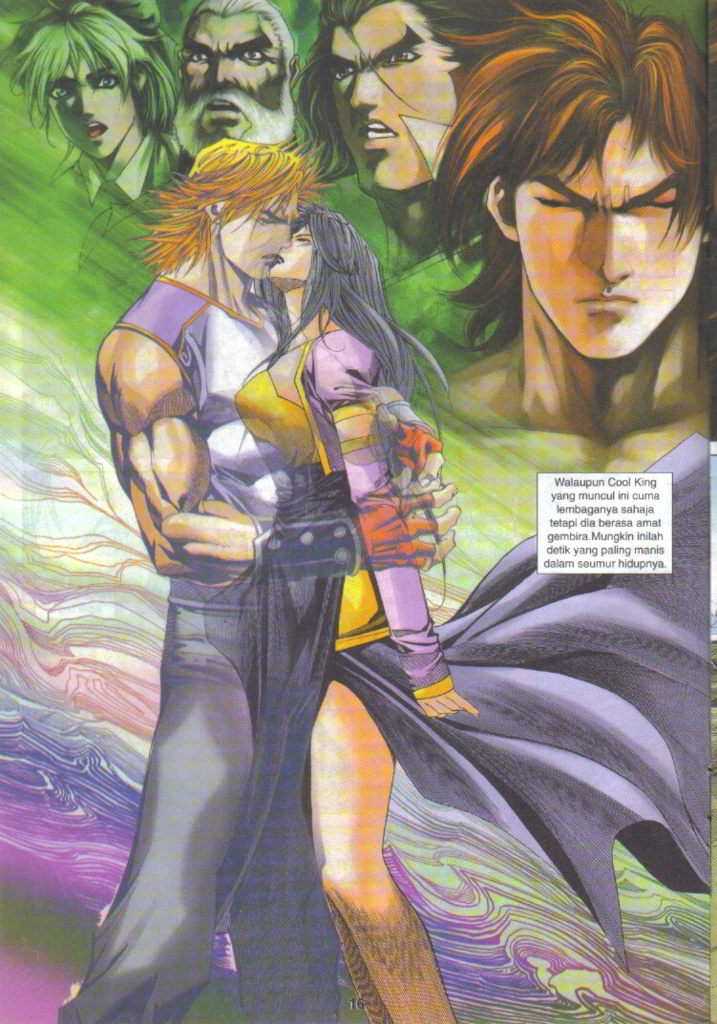 Walaupun Cool King
yang muncul ini cuma
lembaganya sahaja
tetapi dia berasa amat
gembira.Mungkin inilah
detik yang paling manis
dalam seumur hidupnya.
16